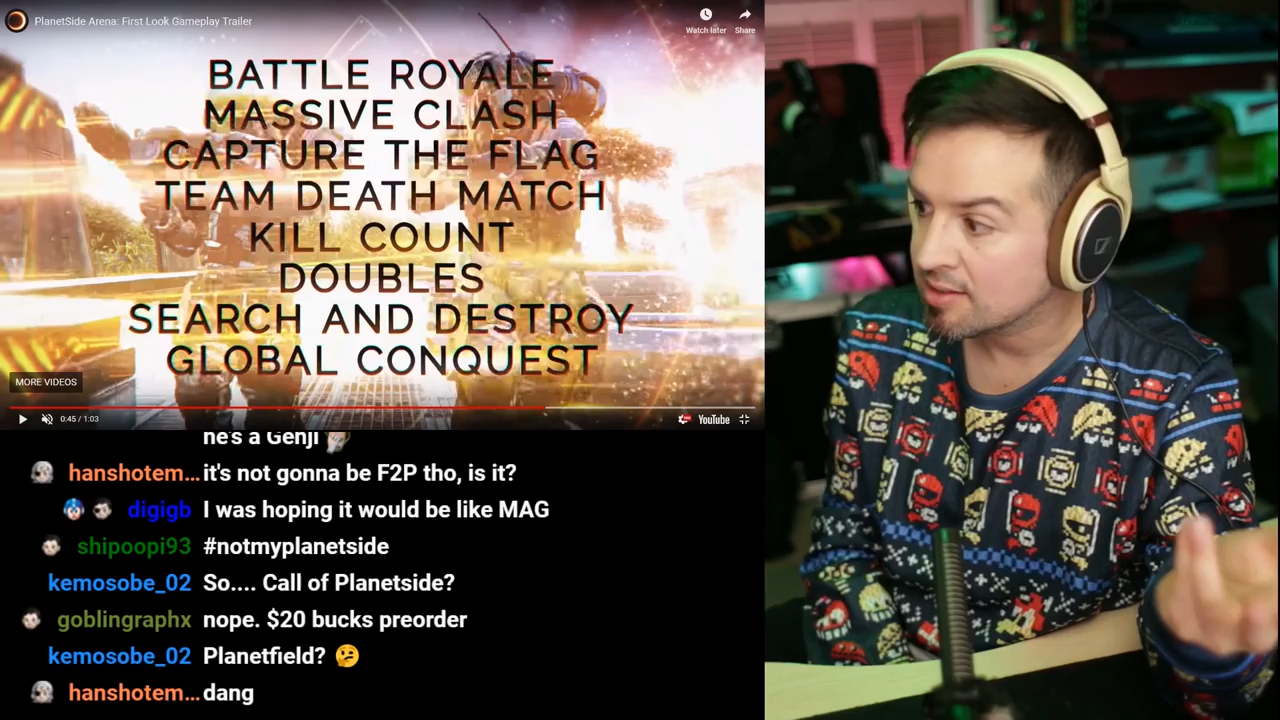 PlanetSide Arena: First Look Gameplay Trailer
Watch later
Share
BATTLE ROYALE
MASSIVE CLASH
CAPTURE THE FLAG
TEAM DEATH MATCH
KILL COUNT
DOUBLES
SEARCH AND DESTROY
GLOBAL CONQUEST
MORE VIDEOS
0:45 / 1:03
YouTube
he's a Genji
hanshotem... it's not gonna be F2P tho, is it?
digigb I was hoping it would be like MAG
shipoopi93 #notmyplanetside
kemosobe_02 So.... Call of Planetside?
goblingraphx nope. $20 bucks preorder
kemosobe_02 Planetfield? 🤔
hanshotem... dang